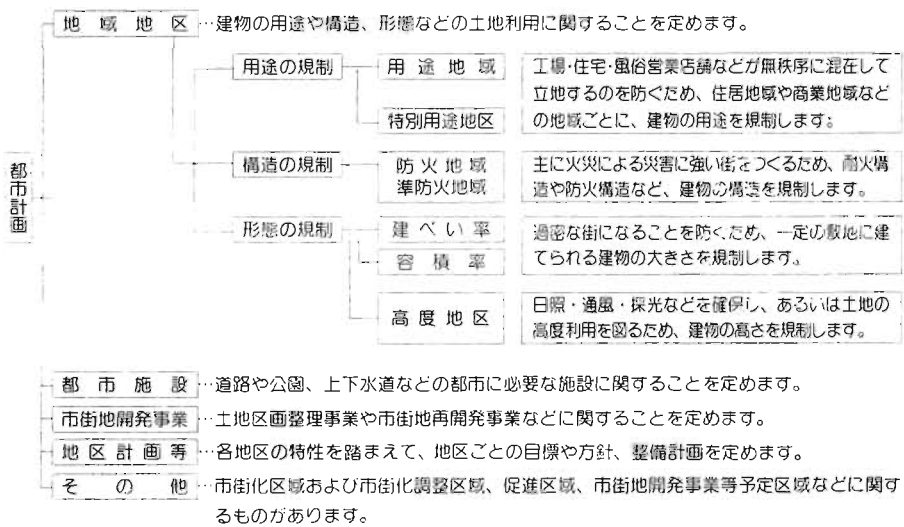 地域地区…建物の用途や構造、形態などの土地利用に関することを定めます。
用途の規制
用途地域
特別用途地区
工場・住宅・風俗営業店舗などが無秩序に混在して
立地するのを防ぐため、住居地域や商業地域など
の地域ごとに、建物の用途を規制します。
都市計画
構造の規制
防火地域
準防火地域
主に火災による災害に強い街をつくるため、耐火構
造や防火構造など、建物の構造を規制します。
形態の規制
建ぺい率
容積率
過密な街になることを防ぐため、一定の敷地に建
てられる建物の大きさを規制します。
高度地区
日照・通風・採光などを確保し、あるいは土地の
高度利用を図るため、建物の高さを規制します。
都市施設…道路や公園、上下水道などの都市に必要な施設に関することを定めます。
市街地開発事業…土地区画整理事業や市街地再開発事業などに関することを定めます。
地区計画等…各地区の特性を踏まえて、地区ごとの目標や方針、整備計画を定めます。
その他…市街化区域および市街化調整区域、促進区域、市街地開発事業等予定区域などに関す
るものがあります。